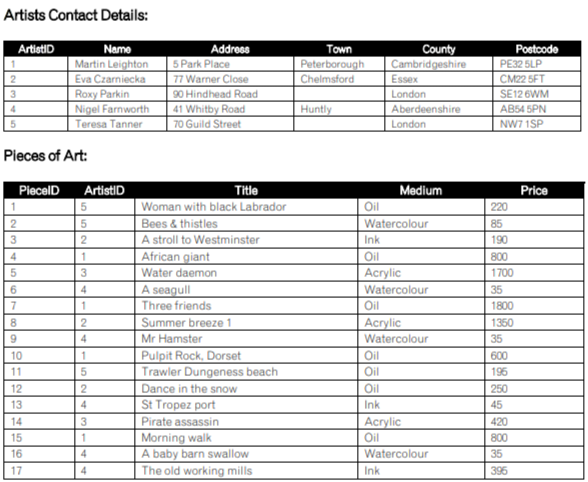 Artists Contact Details:
ArtistID Name Address Town County Postcode
1 Martin Leighton 5 Park Place Peterborough Cambridgeshire PE32 5LP
2 Eva Czarniecka 77 Warner Close Chelmsford Essex CM22 5FT
3 Roxy Parkin 90 Hindhead Road London SE12 6WM
4 Nigel Farnworth 41 Whitby Road Huntly Aberdeenshire AB54 5PN
5 Teresa Tanner 70 Guild Street London NW7 1SP
Pieces of Art:
PieceID ArtistID Title Medium Price
1 5 Woman with black Labrador Oil 220
2 5 Bees & thistles Watercolour 85
3 2 A stroll to Westminster Ink 190
4 1 African giant Oil 800
5 3 Water daemon Acrylic 1700
6 4 A seagull Watercolour 35
7 1 Three friends Oil 1800
8 2 Summer breeze 1 Acrylic 1350
9 4 Mr Hamster Watercolour 35
10 1 Pulpit Rock, Dorset Oil 600
11 5 Trawler Dungeness beach Oil 195
12 2 Dance in the snow Oil 250
13 4 St Tropez port Ink 45
14 3 Pirate assassin Acrylic 420
15 1 Morning walk Oil 800
16 4 A baby barn swallow Watercolour 35
17 4 The old working mills Ink 395